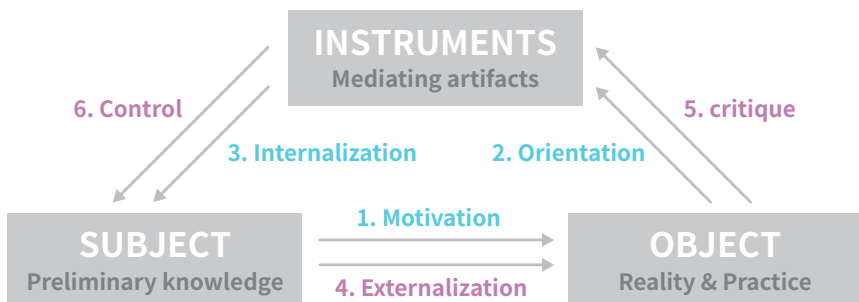 INSTRUMENTS
Mediating artifacts
6. Control
5. critique
3. Internalization
2. Orientation
1. Motivation
SUBJECT
Preliminary knowledge
OBJECT
Reality & Practice
4. Externalization